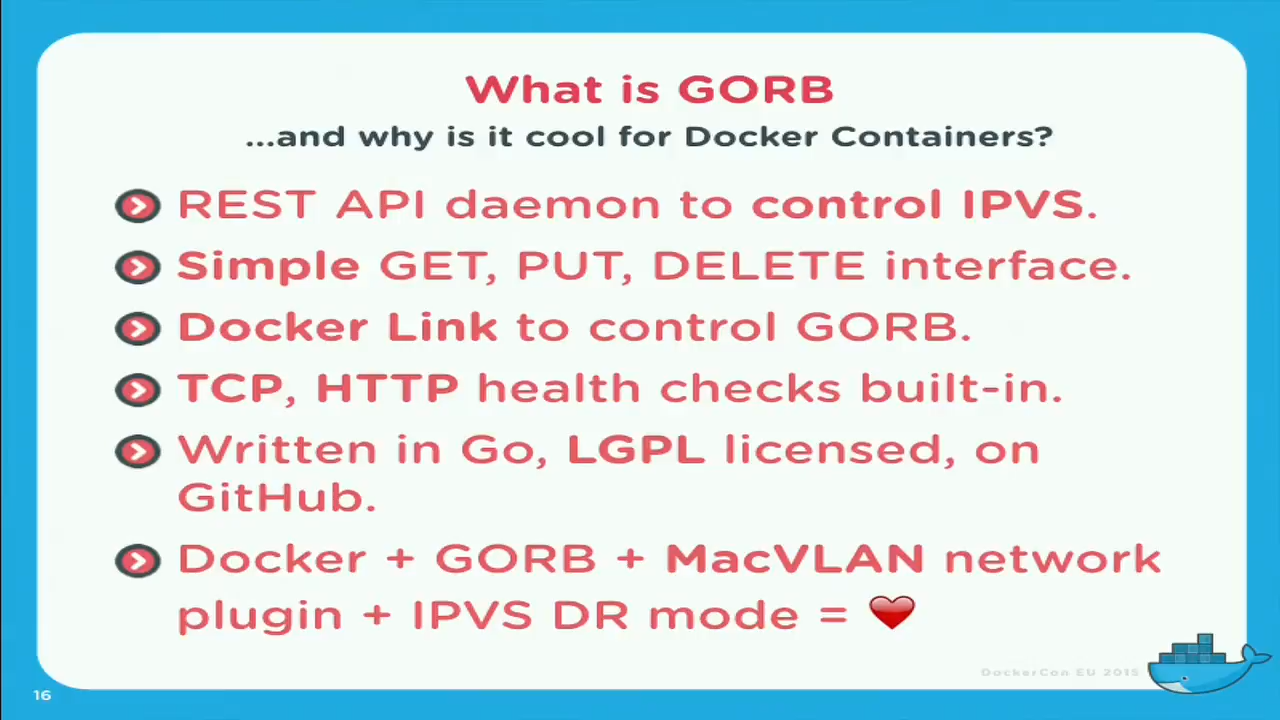 What is GORB
...and why is it cool for Docker Containers?
REST API daemon to control IPVS.
Simple GET, PUT, DELETE interface.
Docker Link to control GORB.
TCP, HTTP health checks built-in.
Written in Go, LGPL licensed, on
GitHub.
Docker + GORB + MacVLAN network
plugin + IPVS DR mode = ❤
DockerCon EU 2015
16